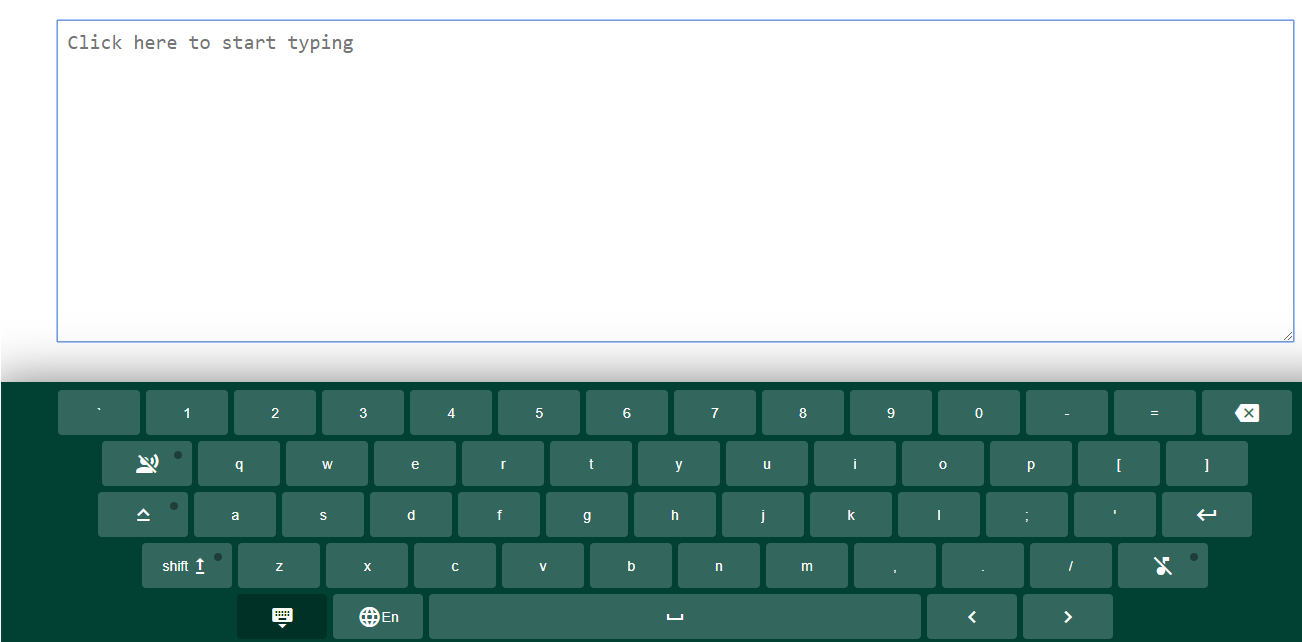 Click here to start typing
` 1 2 3 4 5 6 7 8 9 0 - =
q w e r t y u i o p [ ]
a s d f g h j k l ; '
shift z x c v b n m , . /
En